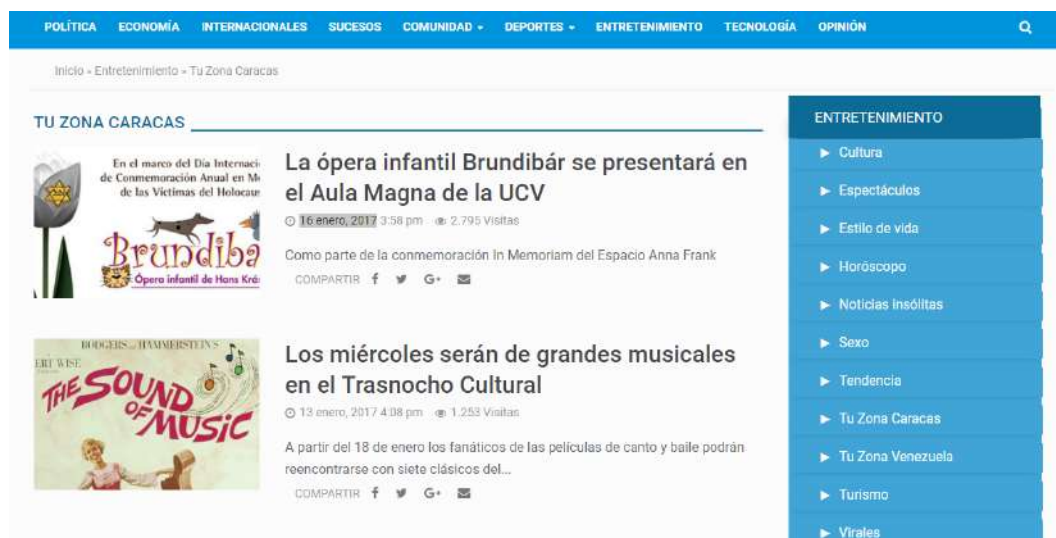 POLÍTICA ECONOMÍA INTERNACIONALES SUCESOS COMUNIDAD DEPORTES ENTRETENIMIENTO TECNOLOGÍA OPINIÓN
Inicio » Entretenimiento » Tu Zona Caracas
TU ZONA CARACAS
En el marco del Día Internaci
de Conmemoración Anual en M
de las Víctimas del Holocaus
Brundiba
Ópera infantil de Hans Krá
La ópera infantil Brundibár se presentará en
el Aula Magna de la UCV
16 enero, 2017 3:58 pm 2.795 Visitas
Como parte de la conmemoración In Memoriam del Espacio Anna Frank
COMPARTIR
RODGERS and HAMMERSTEIN'S
ERT WISE
THE SOUND
OF MUSIC
Los miércoles serán de grandes musicales
en el Trasnocho Cultural
13 enero, 2017 4:08 pm 1.253 Visitas
A partir del 18 de enero los fanáticos de las películas de canto y baile podrán
reencontrarse con siete clásicos del...
COMPARTIR
ENTRETENIMIENTO
Cultura
Espectáculos
Estilo de vida
Horóscopo
Noticias insólitas
Sexo
Tendencia
Tu Zona Caracas
Tu Zona Venezuela
Turismo
Virales